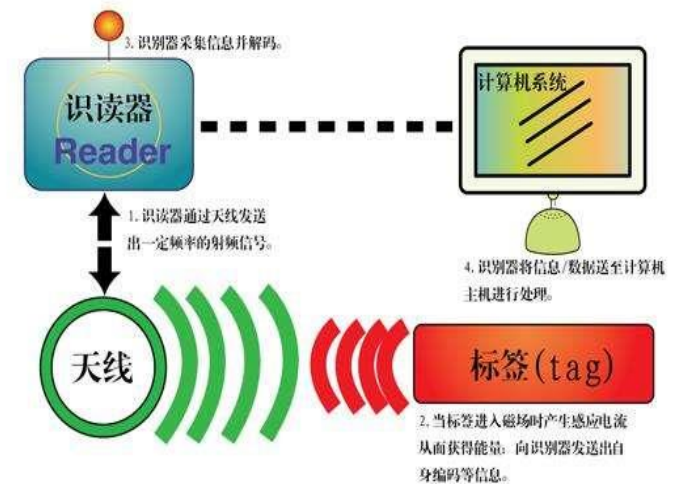 3. 识别器采集信息并解码。
识读器
Reader
计算机系统
1. 识读器通过天线发送
出一定频率的射频信号。
4. 识别器将信息/数据送至计算机
主机进行处理。
天线
标签(tag)
2. 当标签进入磁场时产生感应电流
从而获得能量; 向识别器发送出自
身编码等信息。